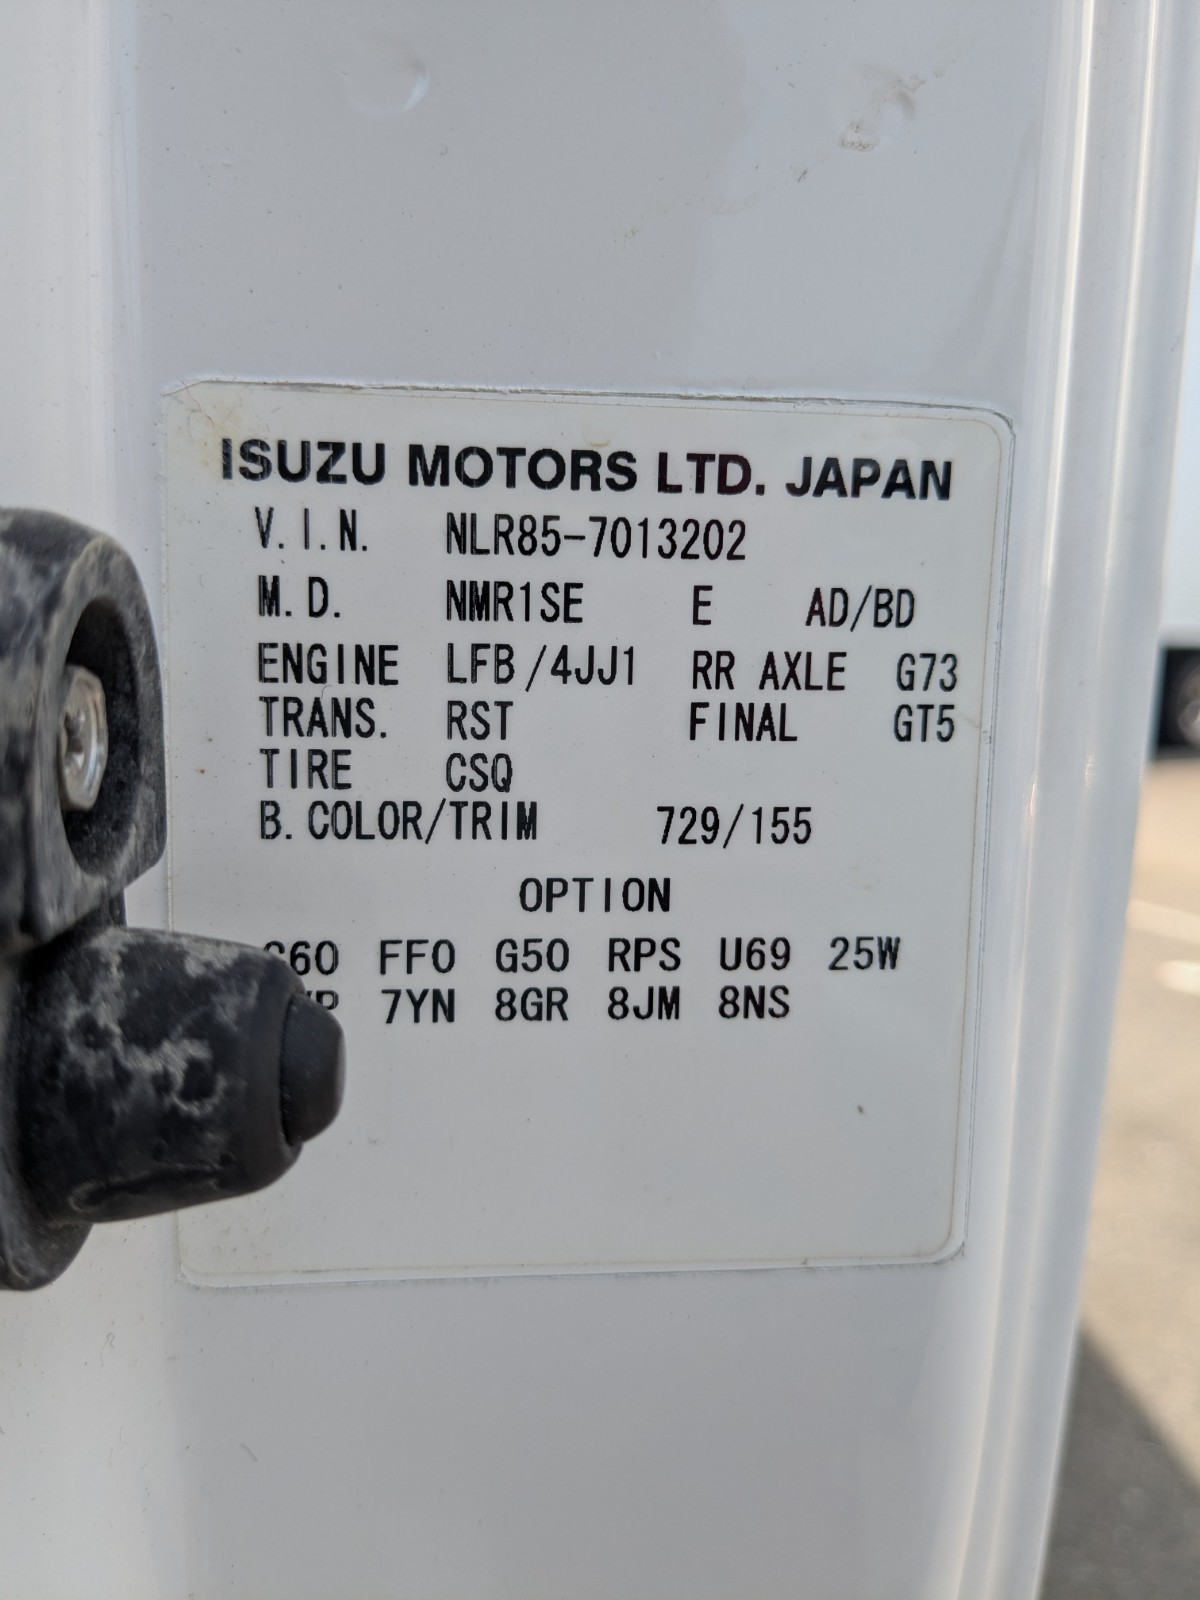 ISUZU MOTORS LTD. JAPAN
V.I.N. NLR85-7013202
M.D. NMR1SE E AD/BD
ENGINE LFB/4JJ1 RR AXLE G73
TRANS. RST FINAL GT5
TIRE CSQ
B.COLOR/TRIM 729/155
OPTION
FF0 G50 RPS U69 25W
7YN 8GR 8JM 8NS